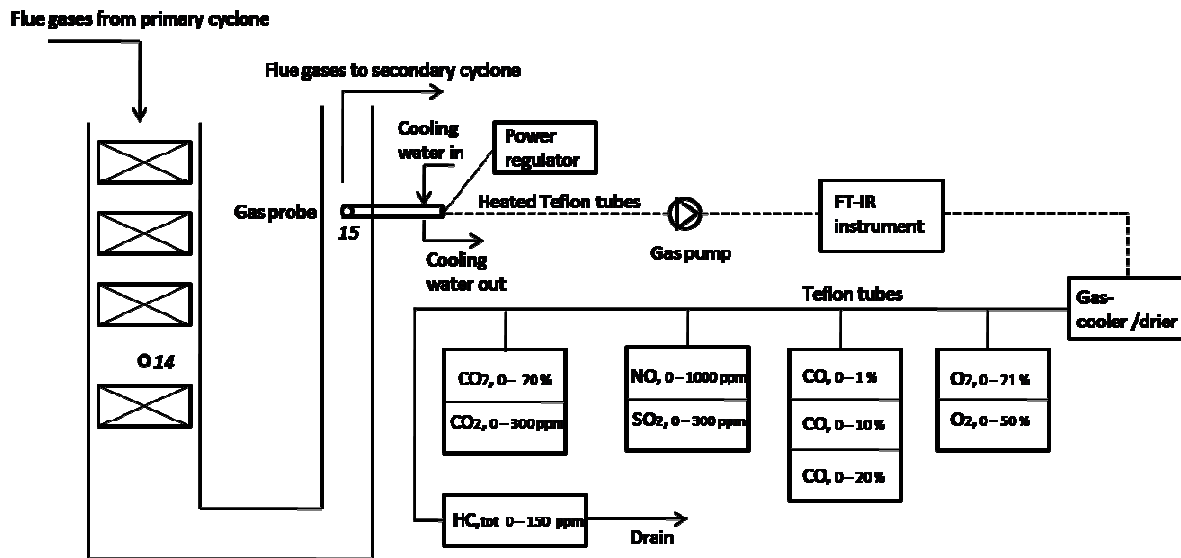 Flue gases from primary cyclone
Flue gases to secondary cyclone
Cooling
water in
Power
regulator
Gas probe
15
Heated Teflon tubes
Gas pump
FT-IR
instrument
Cooling
water out
Teflon tubes
Gas-
cooler /drier
14
CO2, 0–20 %
CO2, 0–300 ppm
NO, 0–1000 ppm
SO2, 0–300 ppm
CO, 0–1 %
CO, 0–10 %
CO, 0–20 %
O2, 0–21 %
O2, 0–50 %
HC,tot 0–150 ppm
Drain